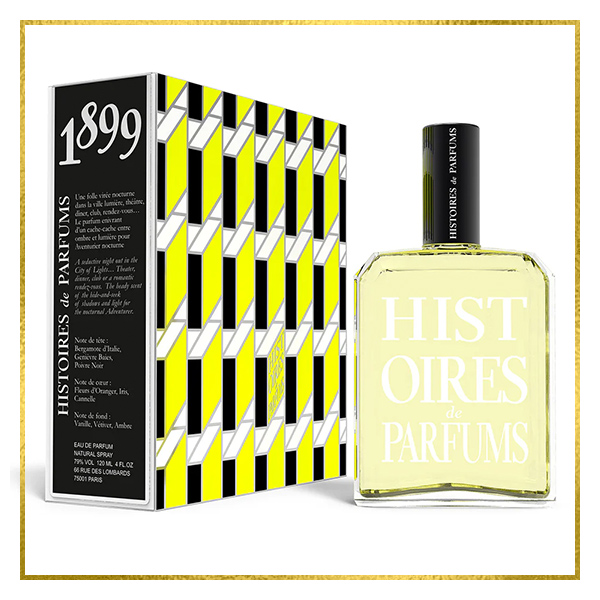 1899
HISTOIRES de PARFUMS
Une folle virée nocturne
dans la ville lumière, théâtre,
dîner, club, rendez-vous...
Le parfum enivrant
d'un cache-cache entre
ombre et lumière pour
l'aventurier nocturne
A seductive night out in the
City of Lights... Theater,
dinner, club or a romantic
rendez-vous. The heady scent
of the hide-and-seek
of shadows and light for
the nocturnal Adventurer.
Note de tête :
Bergamote d'Italie,
Genièvre Baies,
Poivre Noir
Note de cœur :
Fleurs d'Oranger, Iris,
Cannelle
Note de fond :
Vanille, Vétiver, Ambre
EAU DE PARFUM
NATURAL SPRAY
79% VOL 120 ML 4 FL OZ
66 RUE DES LOMBARDS
75001 PARIS
HISTOIRES de PARFUMS
HIST
OIRES
de
PARFUMS